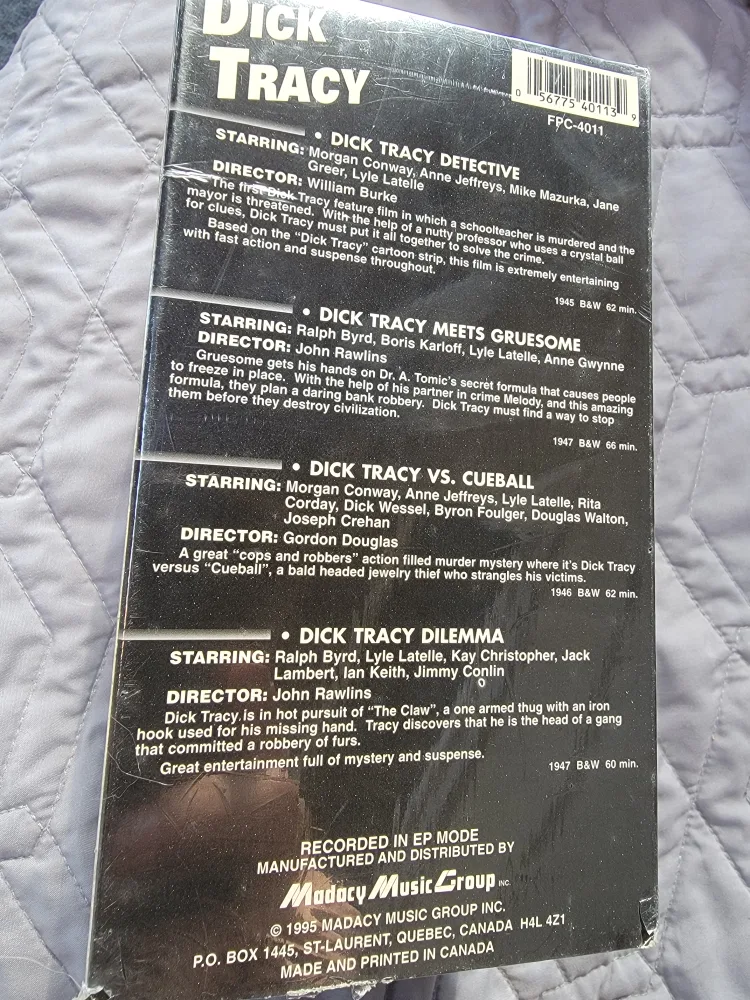 DICK
TRACY
0 56775 40113 9
FPC-4011
• DICK TRACY DETECTIVE
STARRING: Morgan Conway, Anne Jeffreys, Mike Mazurka, Jane
Greer, Lyle Latelle
DIRECTOR: William Burke
The first Dick Tracy feature film in which a schoolteacher is murdered and the
mayor is threatened. With the help of a nutty professor who uses a crystal ball
for clues, Dick Tracy must put it all together to solve the crime.
Based on the "Dick Tracy" cartoon strip, this film is extremely entertaining
with fast action and suspense throughout.
1945 B&W 62 min.
• DICK TRACY MEETS GRUESOME
STARRING: Ralph Byrd, Boris Karloff, Lyle Latelle, Anne Gwynne
DIRECTOR: John Rawlins
Gruesome gets his hands on Dr. A. Tomic's secret formula that causes people
to freeze in place. With the help of his partner in crime Melody, and this amazing
formula, they plan a daring bank robbery. Dick Tracy must find a way to stop
them before they destroy civilization.
1947 B&W 66 min.
• DICK TRACY VS. CUEBALL
STARRING: Morgan Conway, Anne Jeffreys, Lyle Latelle, Rita
Corday, Dick Wessel, Byron Foulger, Douglas Walton,
Joseph Crehan
DIRECTOR: Gordon Douglas
A great "cops and robbers" action filled murder mystery where it's Dick Tracy
versus "Cueball", a bald headed jewelry thief who strangles his victims.
1946 B&W 62 min.
• DICK TRACY DILEMMA
STARRING: Ralph Byrd, Lyle Latelle, Kay Christopher, Jack
Lambert, Ian Keith, Jimmy Conlin
DIRECTOR: John Rawlins
Dick Tracy is in hot pursuit of "The Claw", a one armed thug with an iron
hook used for his missing hand. Tracy discovers that he is the head of a gang
that committed a robbery of furs.
Great entertainment full of mystery and suspense.
1947 B&W 60 min.
RECORDED IN EP MODE
MANUFACTURED AND DISTRIBUTED BY
Madacy Music Group INC.
© 1995 MADACY MUSIC GROUP INC.
P.O. BOX 1445, ST-LAURENT, QUEBEC, CANADA H4L 4Z1
MADE AND PRINTED IN CANADA